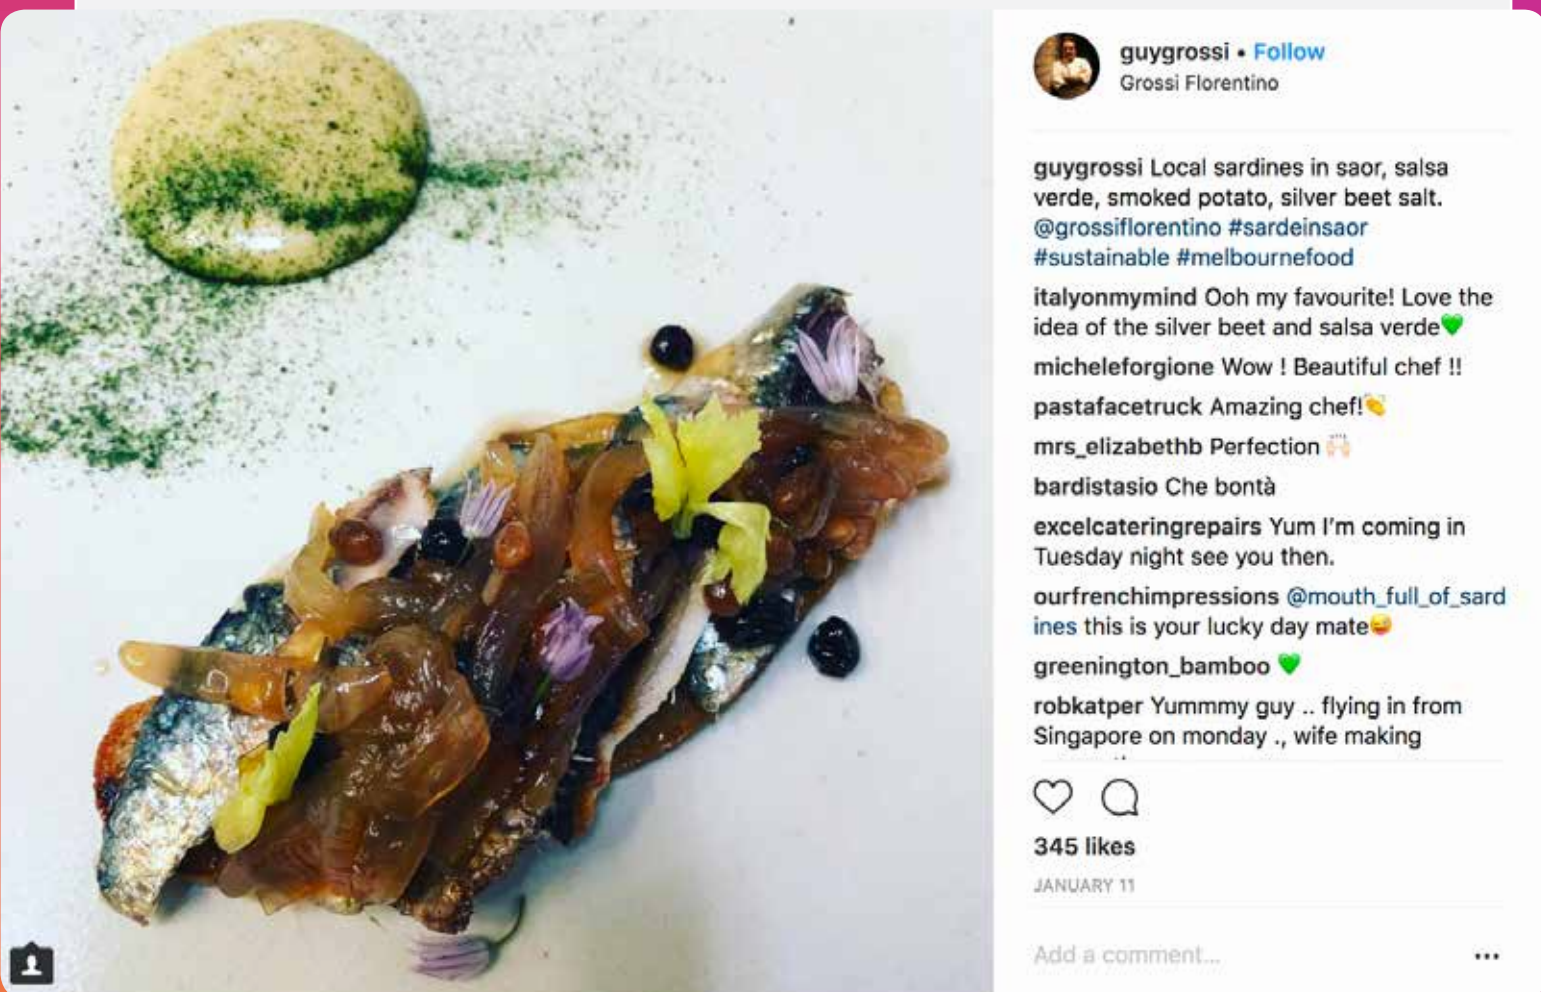 guygrossi • Follow
Grossi Florentino
guygrossi Local sardines in saor, salsa
verde, smoked potato, silver beet salt.
@grossiflorentino #sardeinsaor
#sustainable #melbournefood
italyonmymind Ooh my favourite! Love the
idea of the silver beet and salsa verde💚
micheleforgione Wow ! Beautiful chef !!
pastafacetruck Amazing chef!👏
mrs_elizabethb Perfection 🙌🏻
bardistasio Che bontà
excelcateringrepairs Yum I'm coming in
Tuesday night see you then.
ourfrenchimpressions @mouth_full_of_sard
ines this is your lucky day mate😜
greenington_bamboo 💚
robkatper Yummmy guy .. flying in from
Singapore on monday ., wife making
345 likes
JANUARY 11
Add a comment...